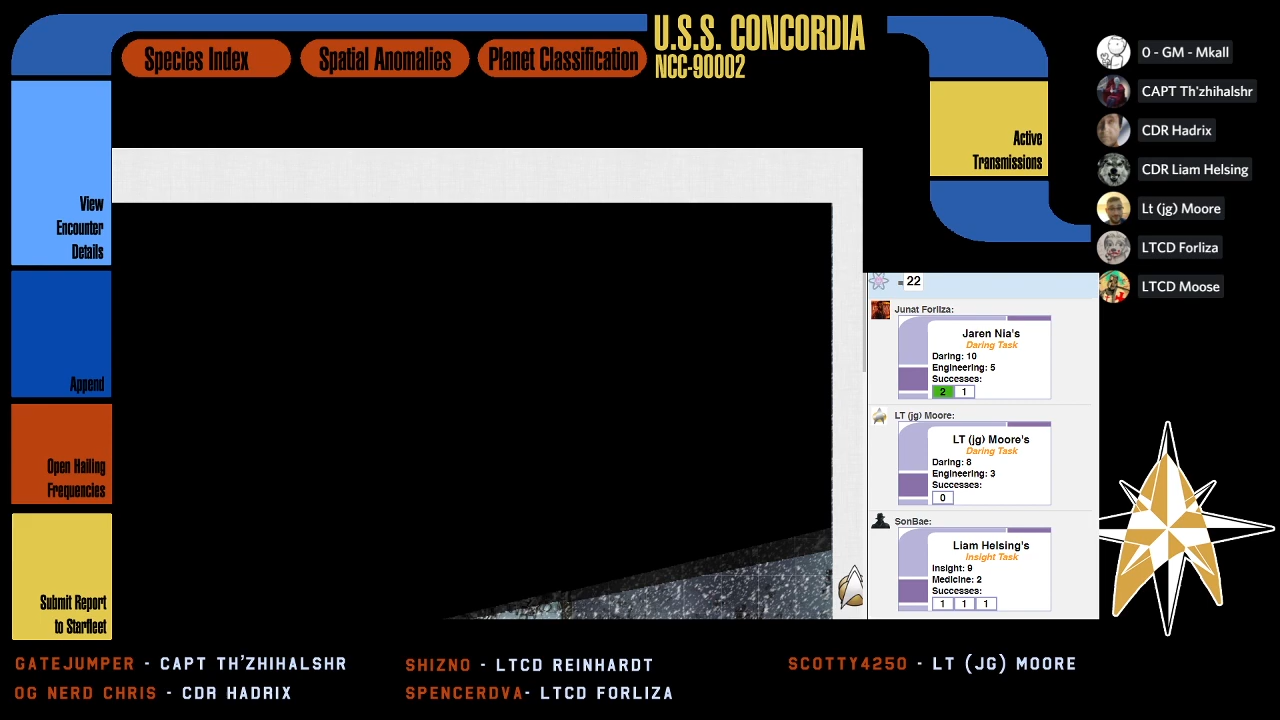 Species Index
Spatial Anomalies
Planet Classification
U.S.S. CONCORDIA
NCC-90002
View
Encounter
Details
Append
Open Hailing
Frequencies
Submit Report
to Starfleet
Active
Transmissions
0 - GM - Mkall
CAPT Th'zhihalshr
CDR Hadrix
CDR Liam Helsing
Lt (jg) Moore
LTCD Forliza
LTCD Moose
= 22
Junat Forliza:
Jaren Nia's
Daring Task
Daring: 10
Engineering: 5
Successes:
2 1
LT (jg) Moore:
LT (jg) Moore's
Daring Task
Daring: 8
Engineering: 3
Successes:
0
SonBae:
Liam Helsing's
Insight Task
Insight: 9
Medicine: 2
Successes:
1 1 1
GATEJUMPER - CAPT TH'ZHIHALSHR
OG NERD CHRIS - CDR HADRIX
SHIZNO - LTCD REINHARDT
SPENCERDVA- LTCD FORLIZA
SCOTTY4250 - LT (JG) MOORE